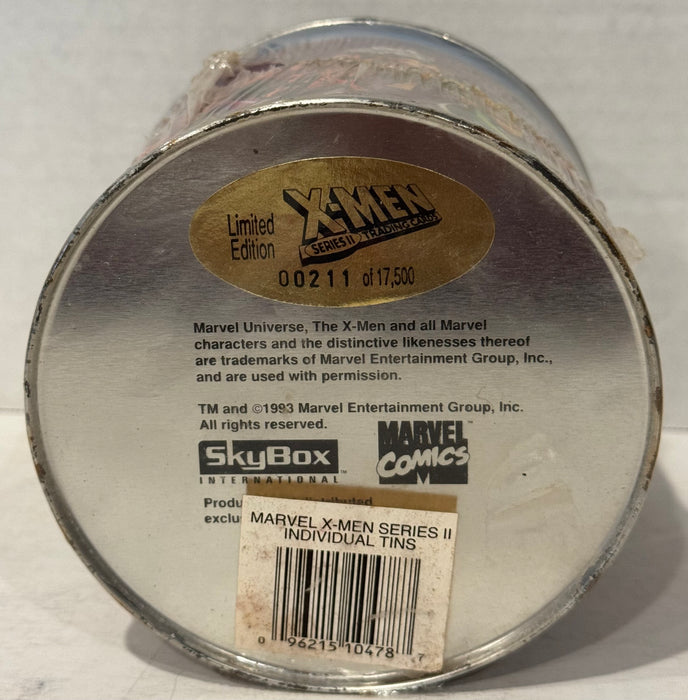 Limited
Edition
X-MEN
SERIES II TRADING CARDS
00211 of 17,500
Marvel Universe, The X-Men and all Marvel
characters and the distinctive likenesses thereof
are trademarks of Marvel Entertainment Group, Inc.,
and are used with permission.
TM and ©1993 Marvel Entertainment Group, Inc.
All rights reserved.
SkyBox™
INTERNATIONAL
MARVEL™
COMICS
MARVEL X-MEN SERIES II
INDIVIDUAL TINS
0 96215 10478 7